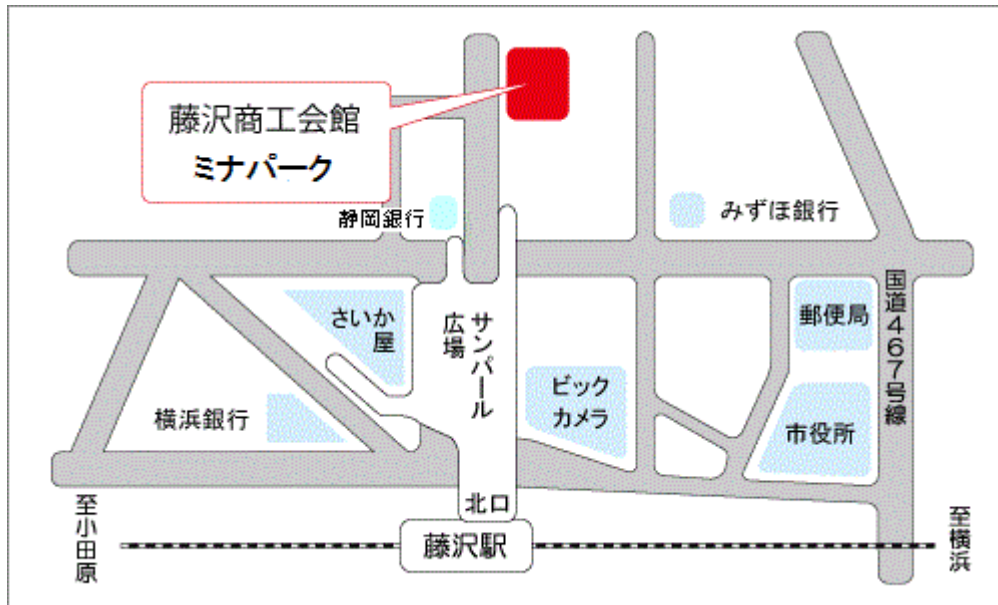 藤沢商工会館
ミナパーク
静岡銀行
みずほ銀行
さいか
屋
サンパール
広場
ビック
カメラ
郵便局
国道467号線
横浜銀行
市役所
北口
至小田原
藤沢駅
至横浜